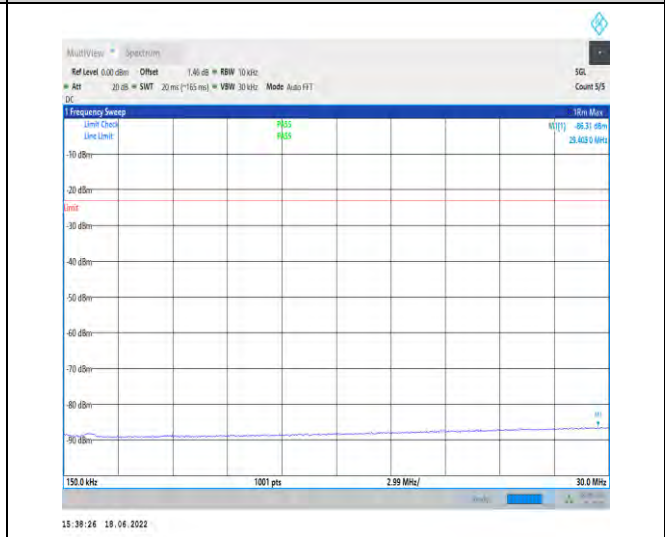 MultiView Spectrum
Ref Level 0.00 dBm Offset 1.46 dB RBW 10 kHz SGL
Att 20 dB SWT 20 ms (~165 ms) VBW 30 kHz Mode Auto FFT Count 5/5
DC
1 Frequency Sweep 1Rm Max
Limit Check PASS M1[1] -86.31 dBm
Line Limit PASS 29.4030 MHz
-10 dBm
-20 dBm
Limit
-30 dBm
-40 dBm
-50 dBm
-60 dBm
-70 dBm
-80 dBm
M1
-90 dBm
150.0 kHz 1001 pts 2.99 MHz/ 30.0 MHz
Ready
15:38:26 18.06.2022